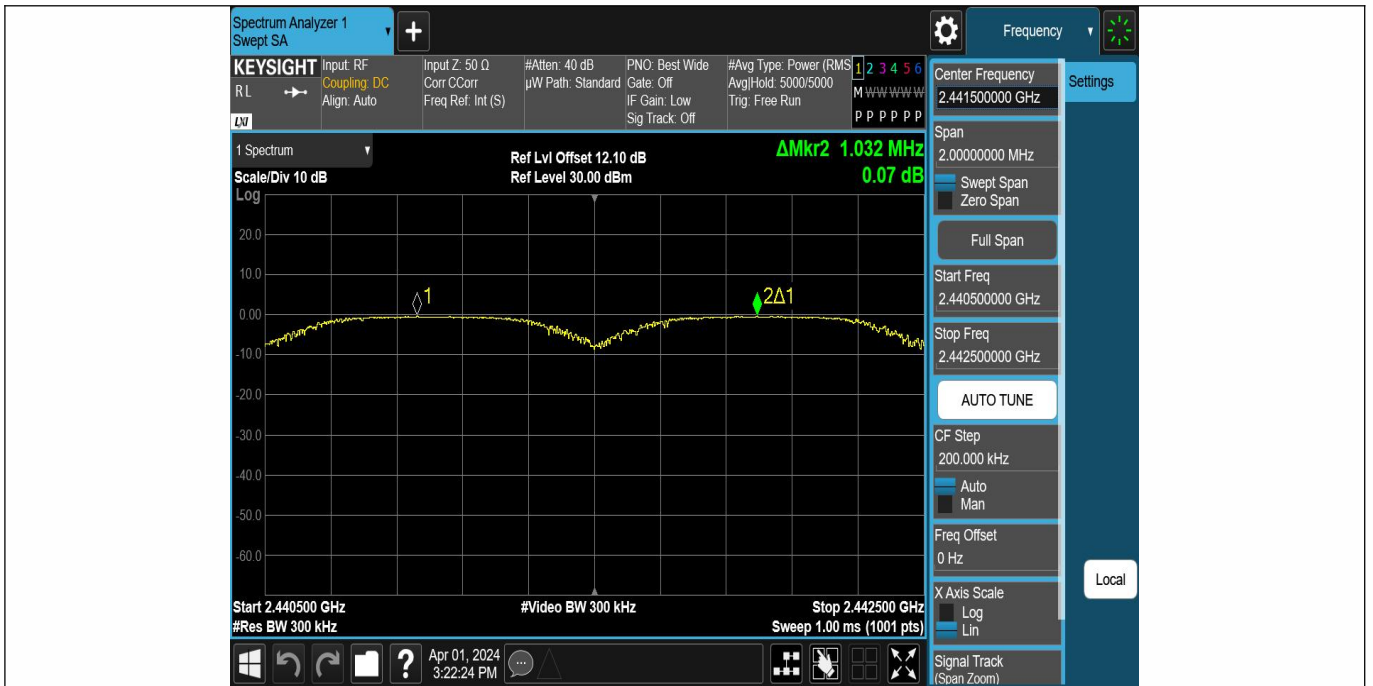 Spectrum Analyzer 1
Swept SA
+
Frequency
KEYSIGHT
RL
LXI
Input: RF
Coupling: DC
Align: Auto
Input Z: 50 Ω
Corr CCorr
Freq Ref: Int (S)
#Atten: 40 dB
µW Path: Standard
PNO: Best Wide
Gate: Off
IF Gain: Low
Sig Track: Off
#Avg Type: Power (RMS
Avg|Hold: 5000/5000
Trig: Free Run
1 2 3 4 5 6
M W W W W W
P P P P P P
1 Spectrum
Scale/Div 10 dB
Log
Ref Lvl Offset 12.10 dB
Ref Level 30.00 dBm
ΔMkr2 1.032 MHz
0.07 dB
20.0
10.0
0.00
-10.0
-20.0
-30.0
-40.0
-50.0
-60.0
1
2Δ1
Start 2.440500 GHz
#Res BW 300 kHz
#Video BW 300 kHz
Stop 2.442500 GHz
Sweep 1.00 ms (1001 pts)
?
Apr 01, 2024
3:22:24 PM
Center Frequency
2.441500000 GHz
Span
2.00000000 MHz
Swept Span
Zero Span
Full Span
Start Freq
2.440500000 GHz
Stop Freq
2.442500000 GHz
AUTO TUNE
CF Step
200.000 kHz
Auto
Man
Freq Offset
0 Hz
X Axis Scale
Log
Lin
Signal Track
(Span Zoom)
Settings
Local